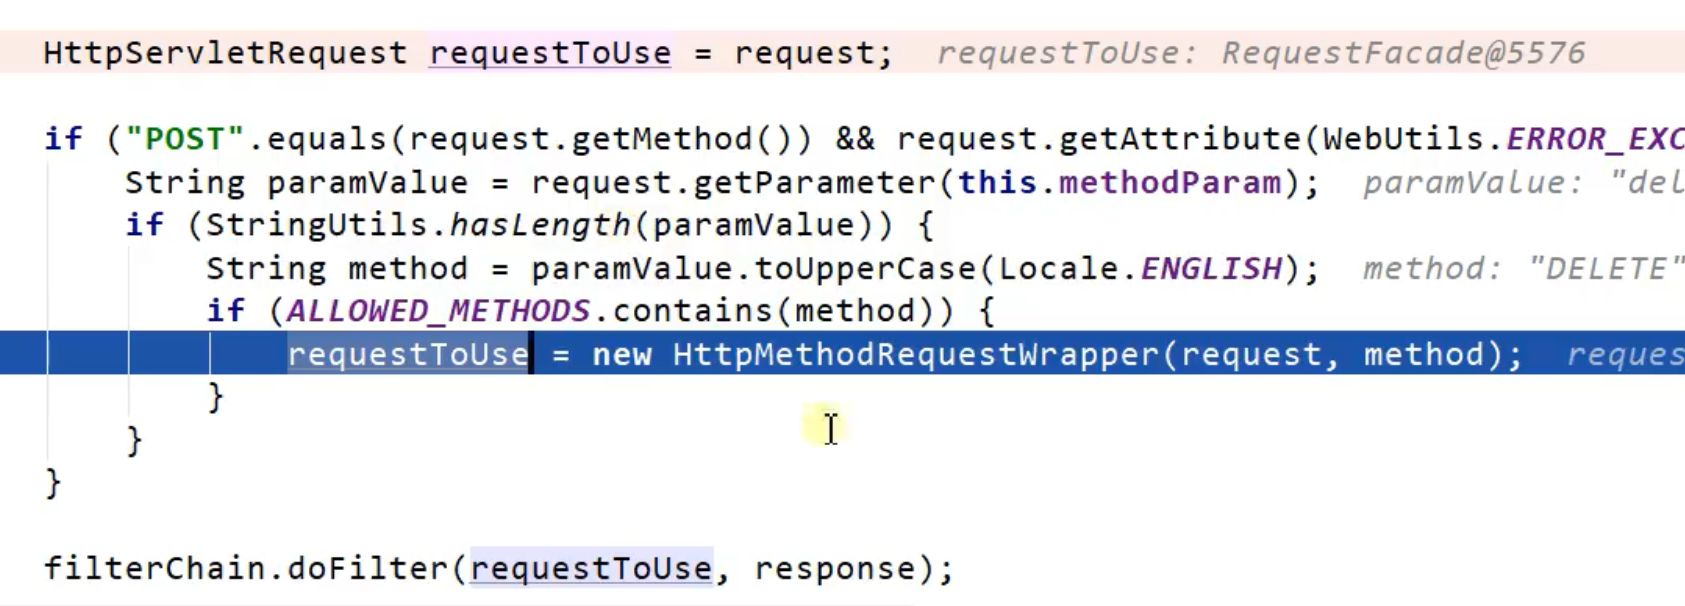 HttpServletRequest requestToUse = request; requestToUse: RequestFacade@5576
if ("POST".equals(request.getMethod()) && request.getAttribute(WebUtils.ERROR_EXC
String paramValue = request.getParameter(this.methodParam); paramValue: "del
if (StringUtils.hasLength(paramValue)) {
String method = paramValue.toUpperCase(Locale.ENGLISH); method: "DELETE"
if (ALLOWED_METHODS.contains(method)) {
requestToUse = new HttpMethodRequestWrapper(request, method); reques
}
}
}
filterChain.doFilter(requestToUse, response);